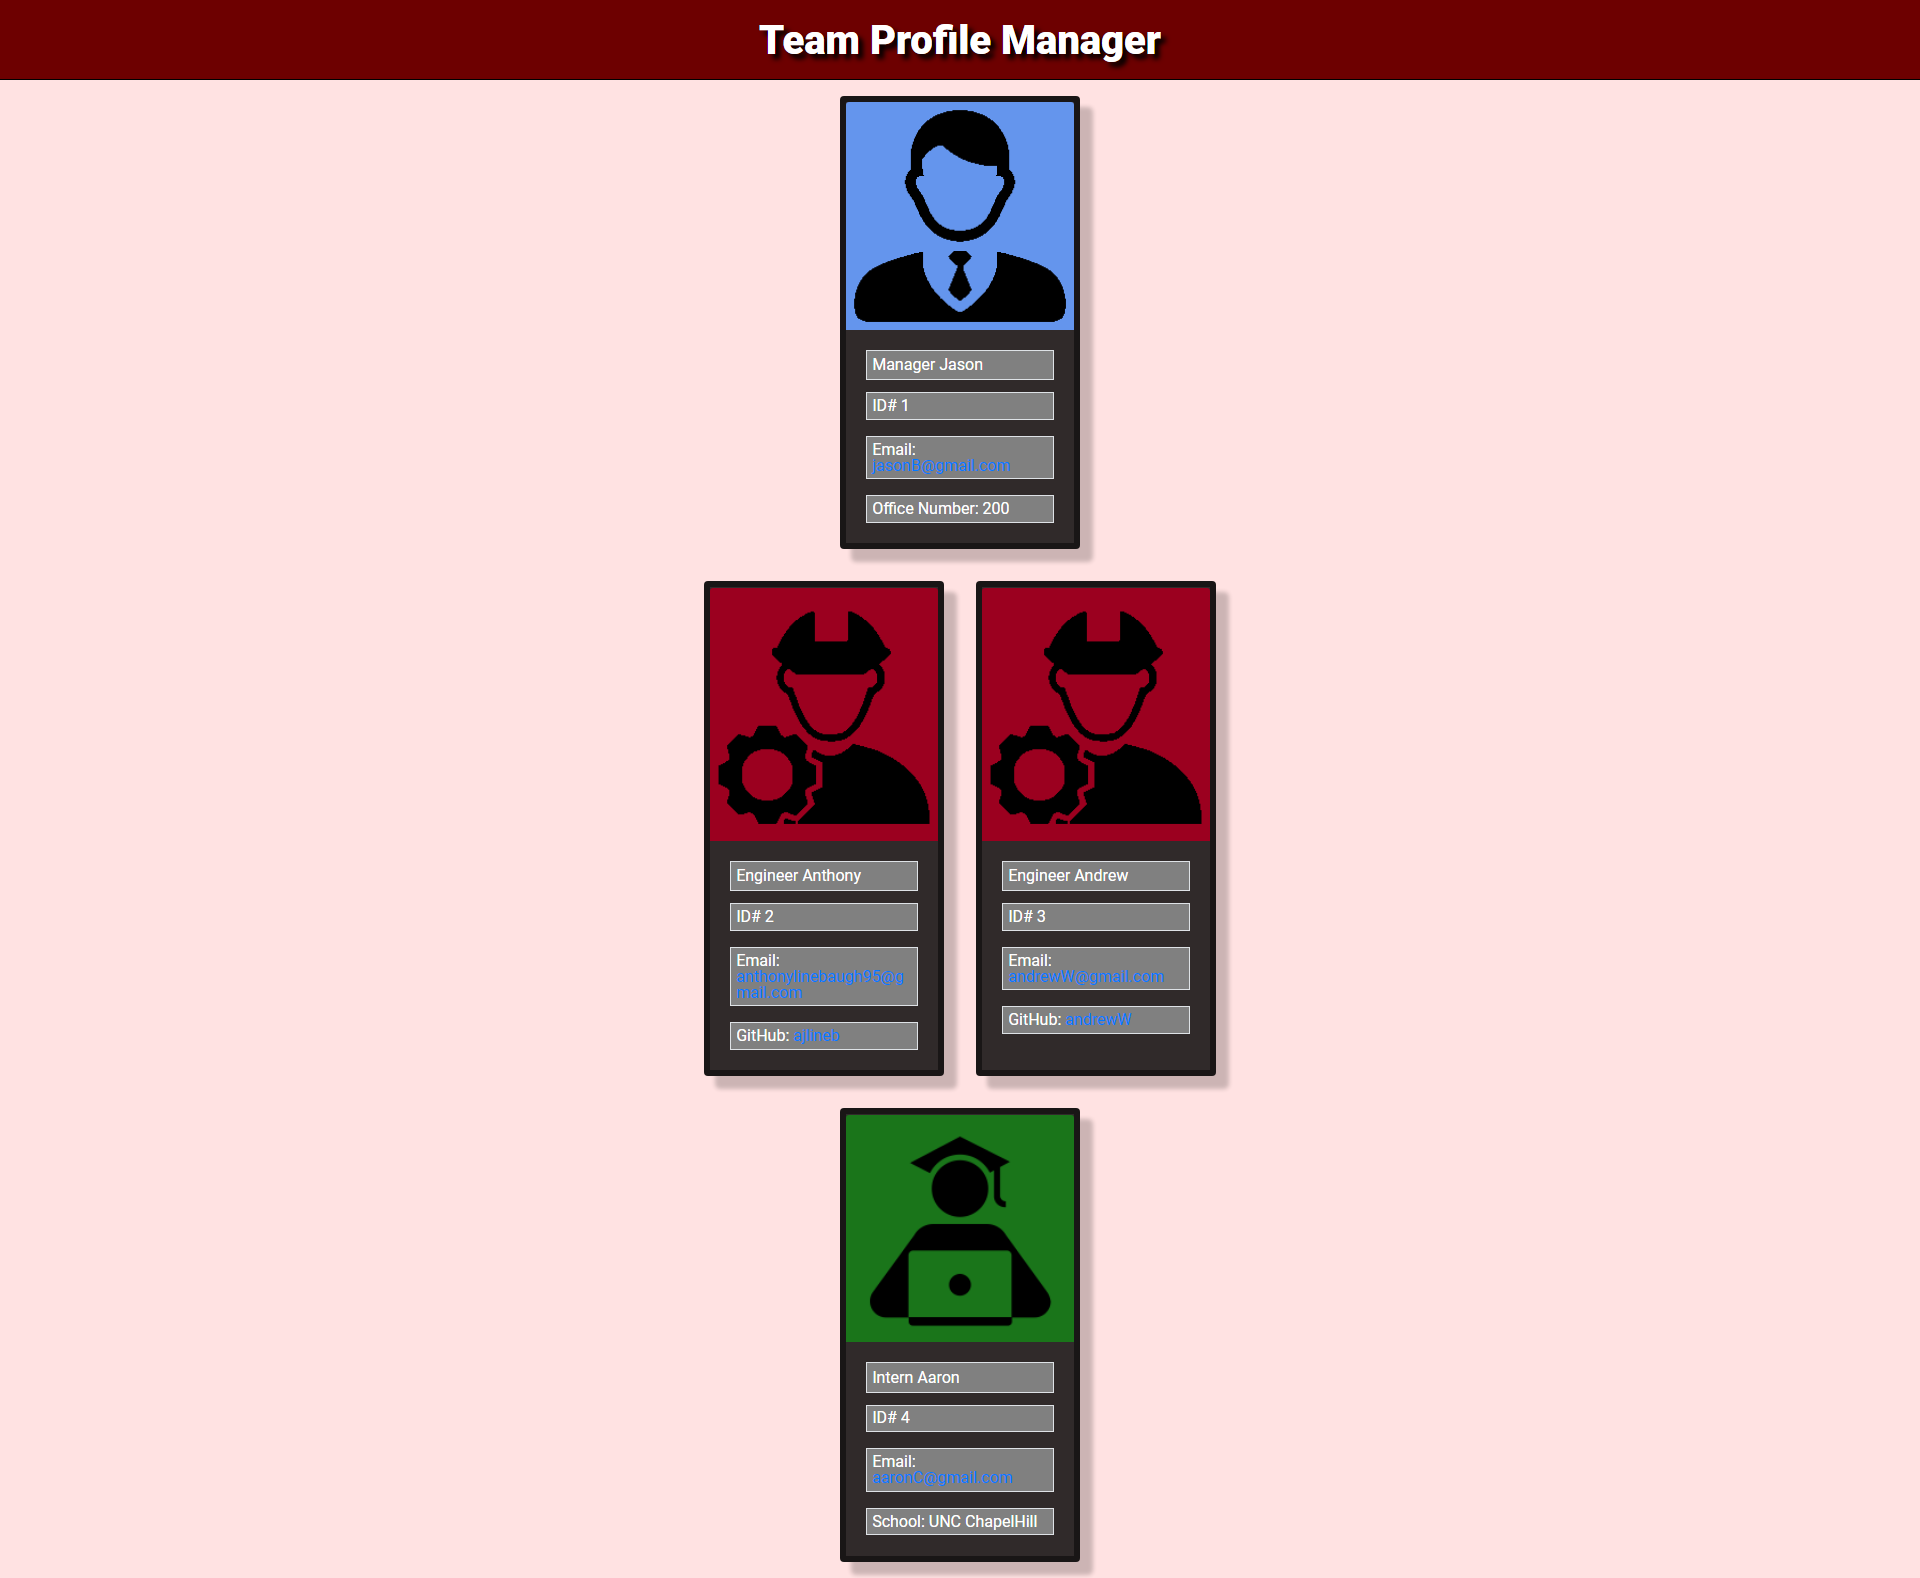 Team Profile Manager
Manager Jason
ID# 1
Email:
jasonB@gmail.com
Office Number: 200
Engineer Anthony
ID# 2
Email:
anthonylinebaugh95@g
mail.com
GitHub: ajlineb
Engineer Andrew
ID# 3
Email:
andrewW@gmail.com
GitHub: andrewW
Intern Aaron
ID# 4
Email:
aaronC@gmail.com
School: UNC ChapelHill